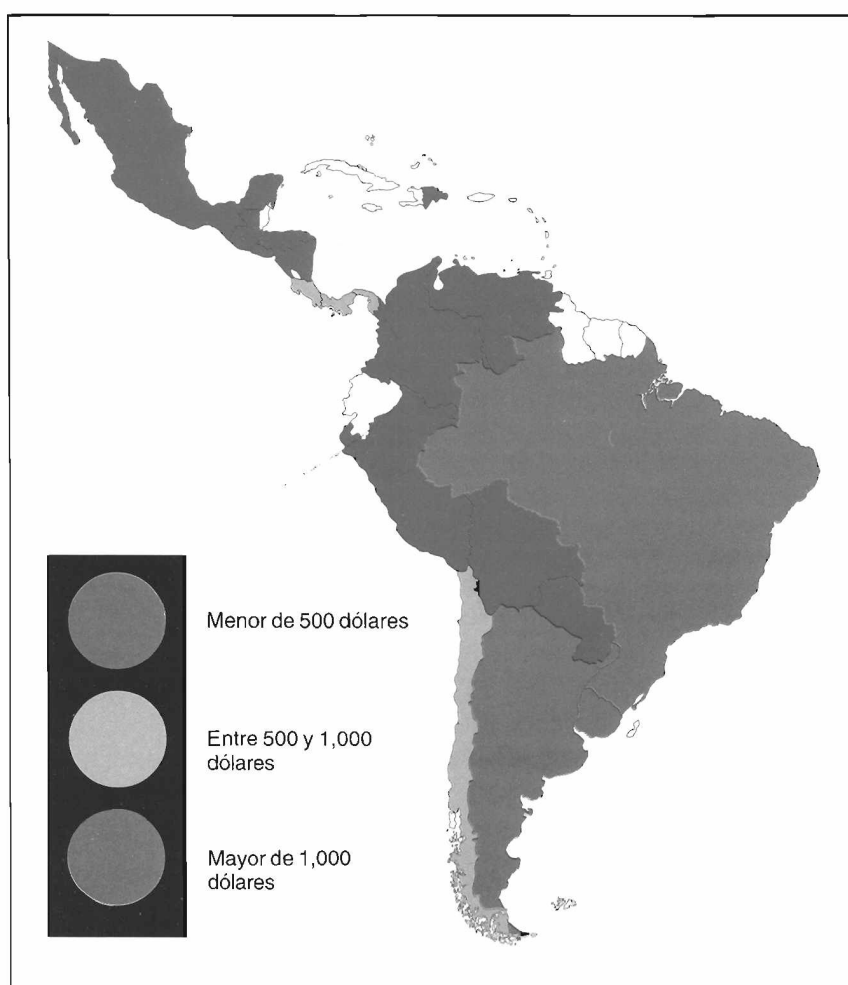 Menor de 500 dólares
Entre 500 y 1,000
dólares
Mayor de 1,000
dólares